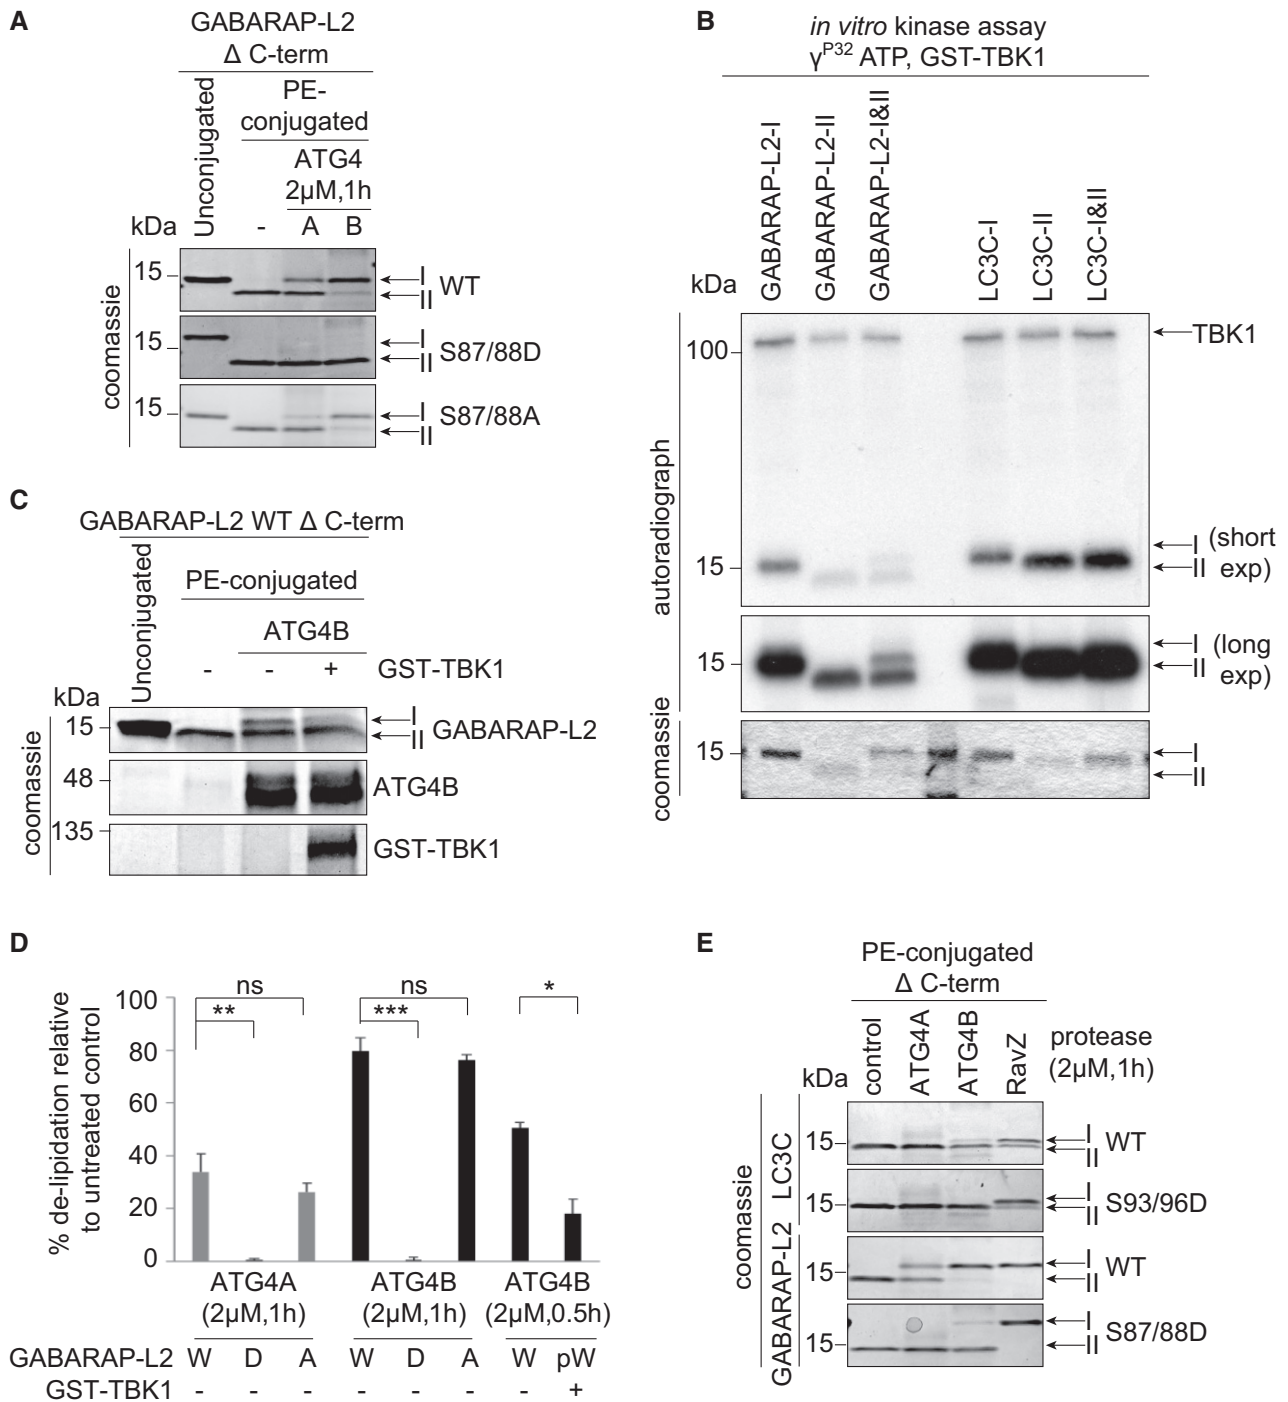 A
GABARAP-L2
Δ C-term
Unconjugated
PE-
conjugated
ATG4
2µM,1h
kDa
- A B
coomassie
15
I
II
WT
15
I
II
S87/88D
15
I
II
S87/88A
B
in vitro kinase assay
γP32 ATP, GST-TBK1
GABARAP-L2-I
GABARAP-L2-II
GABARAP-L2-I&II
LC3C-I
LC3C-II
LC3C-I&II
kDa
autoradiograph
100
TBK1
15
I (short
II exp)
15
I (long
II exp)
coomassie
15
I
II
C
GABARAP-L2 WT Δ C-term
Unconjugated
PE-conjugated
ATG4B
- - + GST-TBK1
kDa
coomassie
15
I
II
GABARAP-L2
48
ATG4B
135
GST-TBK1
D
% de-lipidation relative
to untreated control
100
80
60
40
20
0
ns
**
ns
***
*
ATG4A
(2µM,1h)
ATG4B
(2µM,1h)
ATG4B
(2µM,0.5h)
GABARAP-L2 W D A W D A W pW
GST-TBK1 - - - - - - - +
E
PE-conjugated
Δ C-term
control
ATG4A
ATG4B
RavZ
protease
(2µM,1h)
kDa
coomassie
LC3C
15
I
II
WT
15
I
II
S93/96D
GABARAP-L2
15
I
II
WT
15
I
II
S87/88D